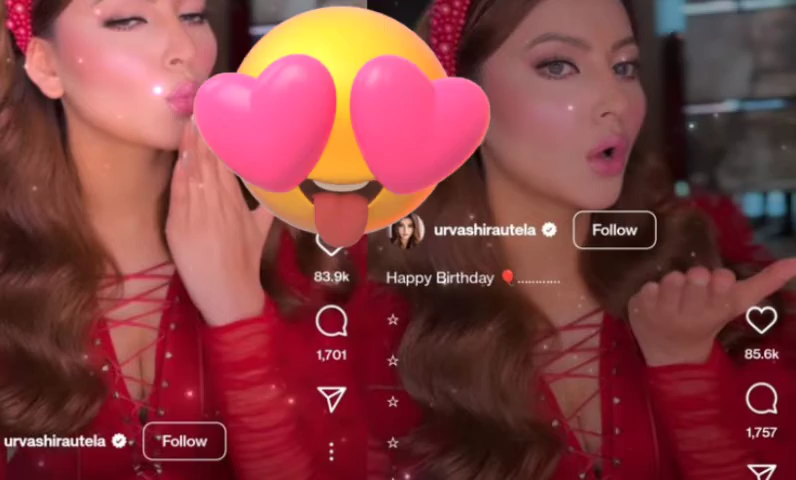 83.9k
1,701
urvashirautela
Follow
urvashirautela
Follow
Happy Birthday 🎈............
85.6k
1,757